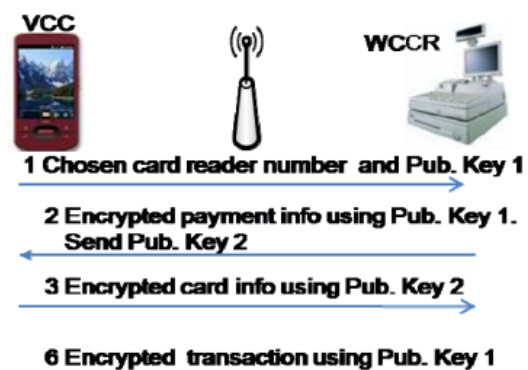 VCC
WCCR
1 Chosen card reader number and Pub. Key 1
2 Encrypted payment info using Pub. Key 1.
Send Pub. Key 2
3 Encrypted card info using Pub. Key 2
6 Encrypted transaction using Pub. Key 1